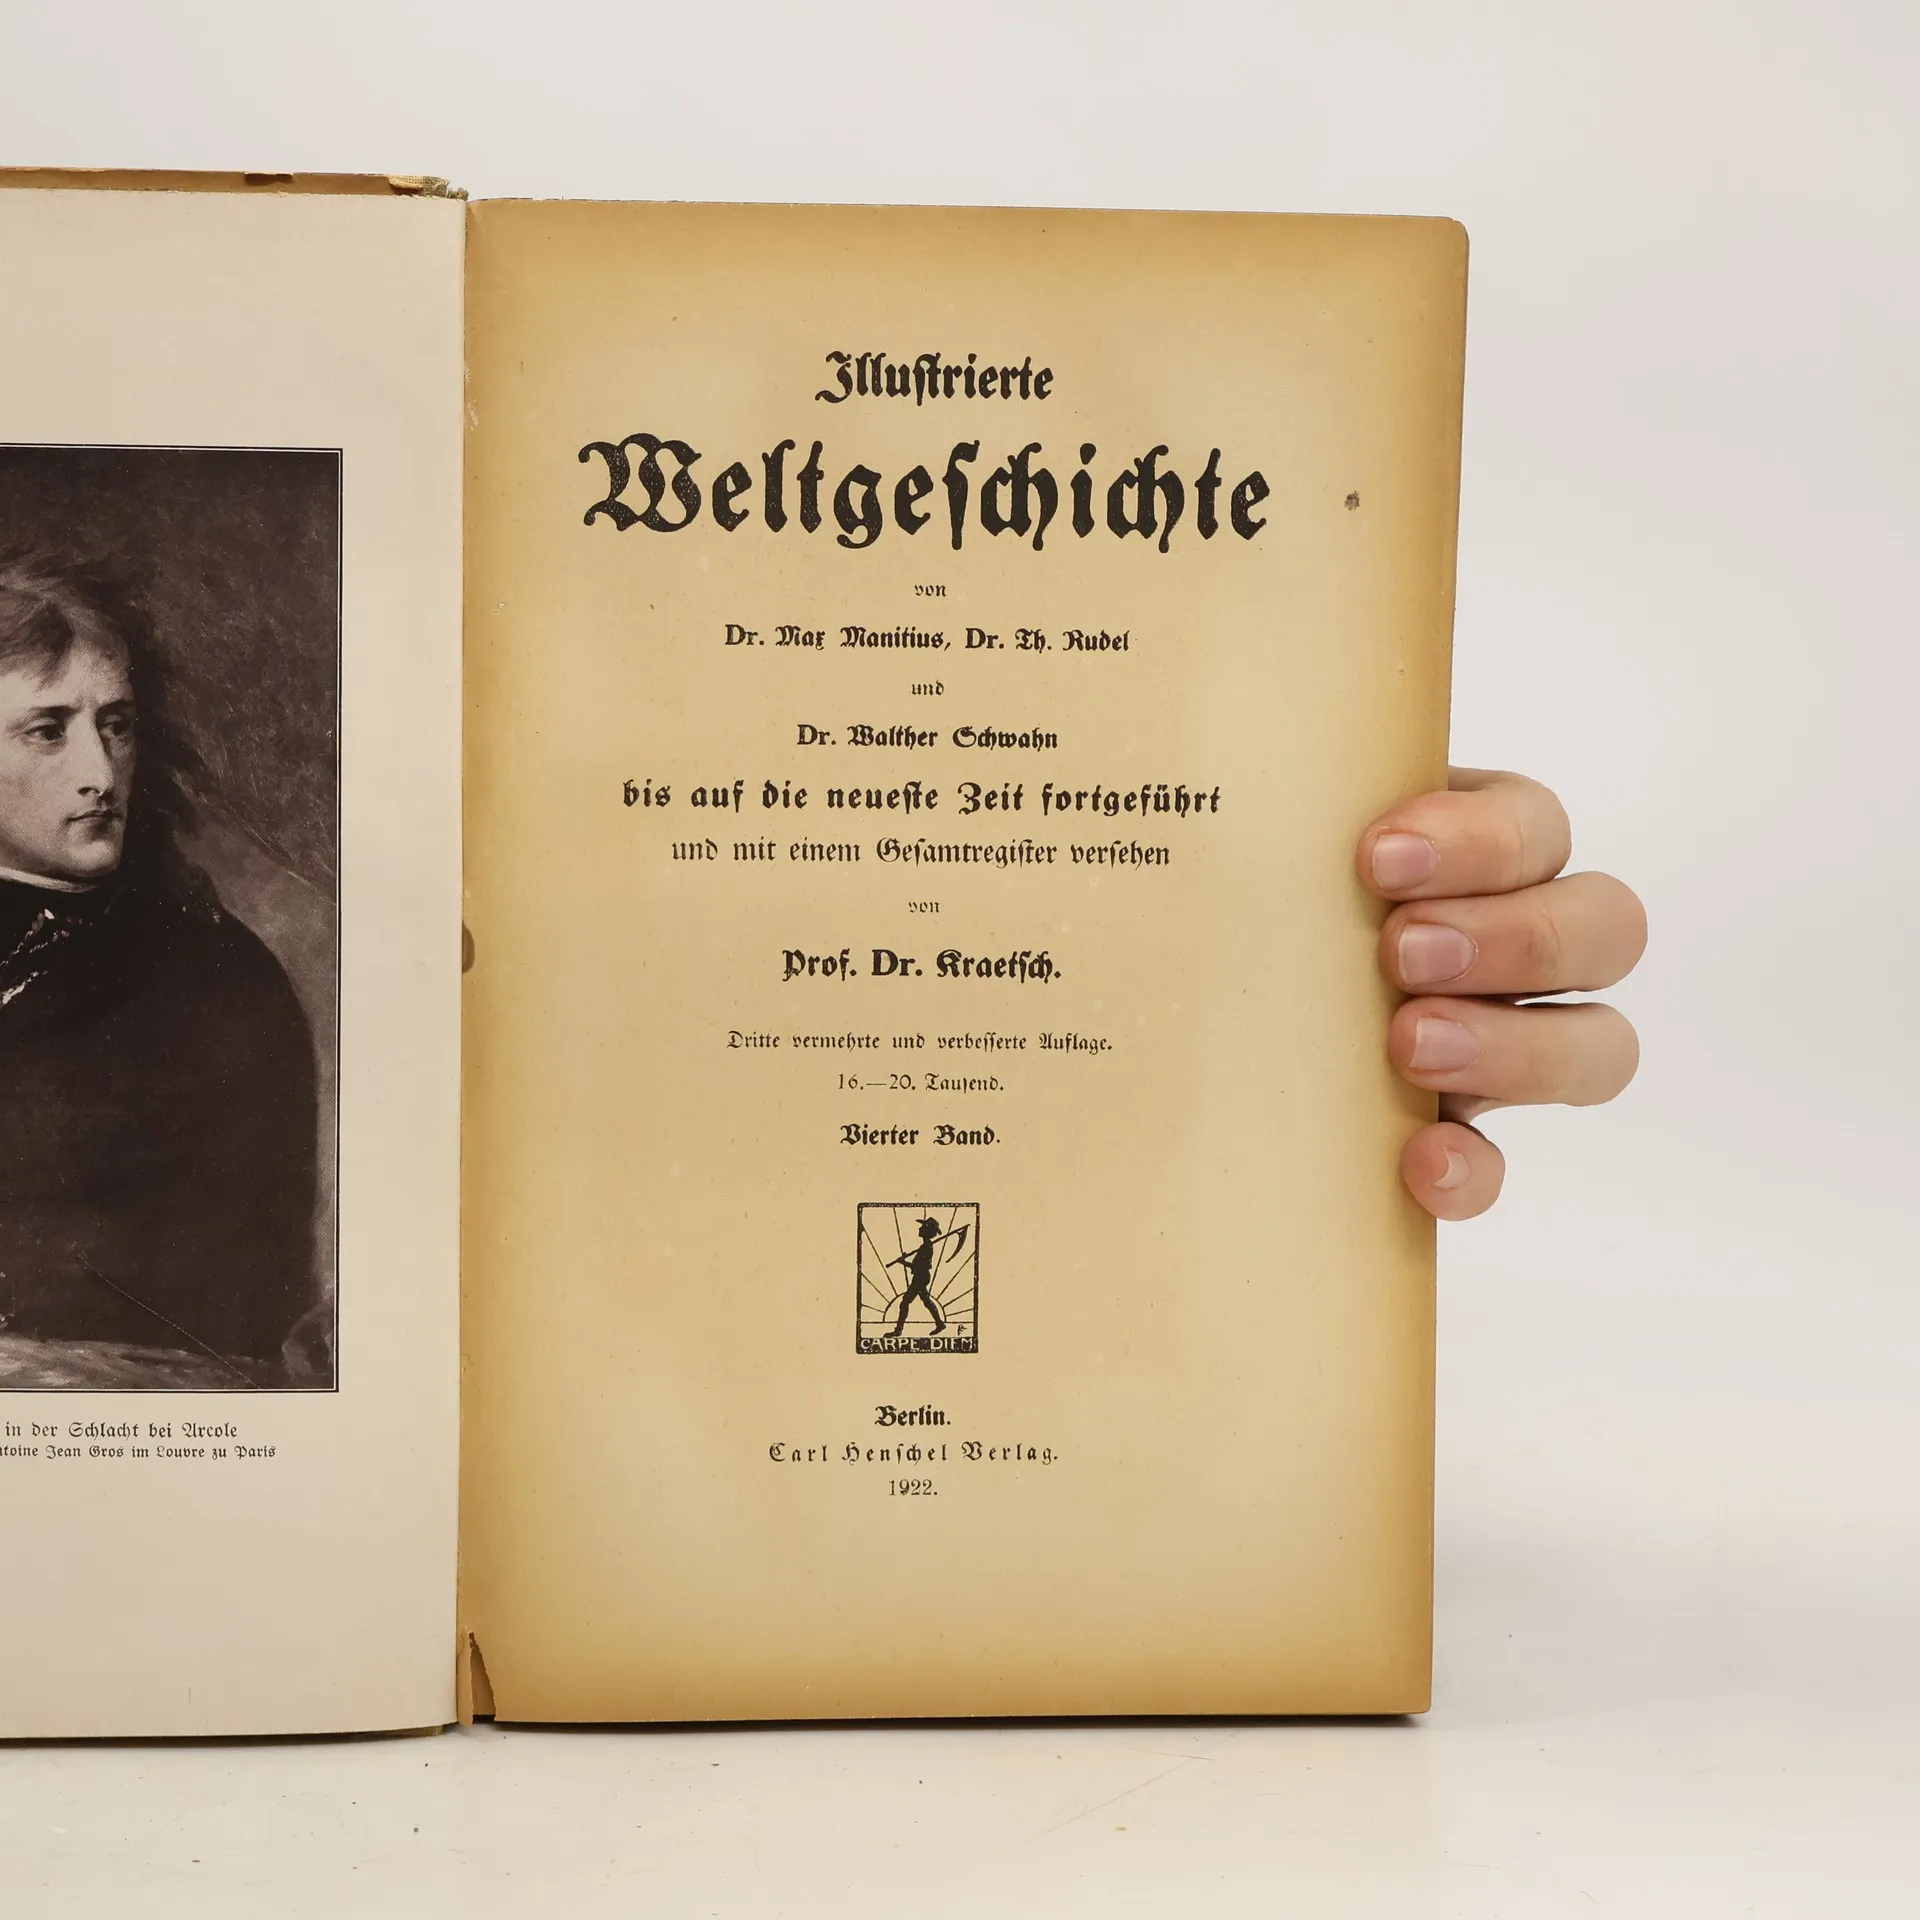 in der Schlacht bei Arcole
Jean Gros im Louvre zu Paris
Illustrierte
Weltgeschichte
von
Dr. Max Manitius, Dr. Th. Rudel
und
Dr. Walther Schwahn
bis auf die neueste Zeit fortgeführt
und mit einem Gesamtregister versehen
von
Prof. Dr. Kraetsch.
Dritte vermehrte und verbesserte Auflage.
16.—20. Tausend.
Vierter Band.
CARPE DIEM
Berlin.
Carl Henschel Verlag.
1922.